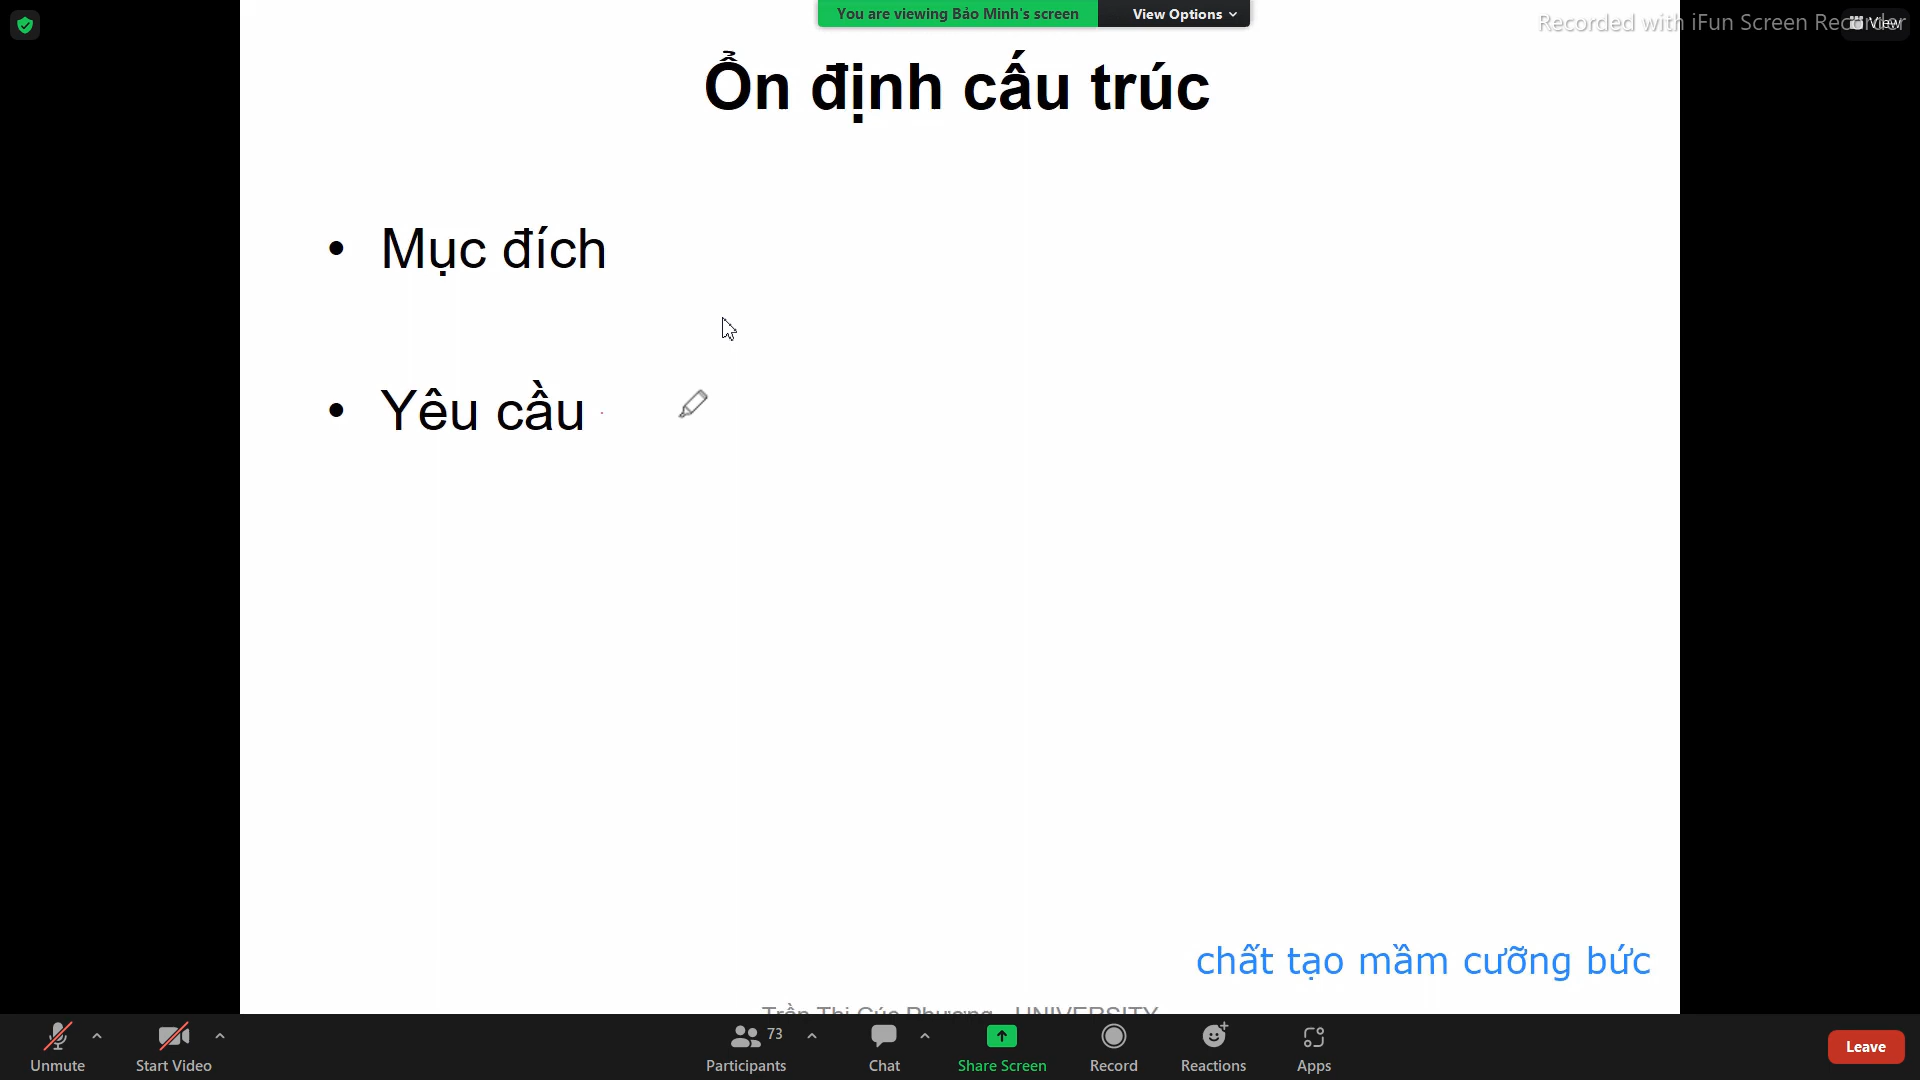 You are viewing Bảo Minh's screen
View Options
Recorded with iFun Screen Recorder
View
Ổn định cấu trúc
• Mục đích
• Yêu cầu
chất tạo mầm cưỡng bức
Trần Thị Cúc Phương - UNIVERSITY
Unmute
Start Video
73
Participants
Chat
Share Screen
Record
Reactions
Apps
Leave